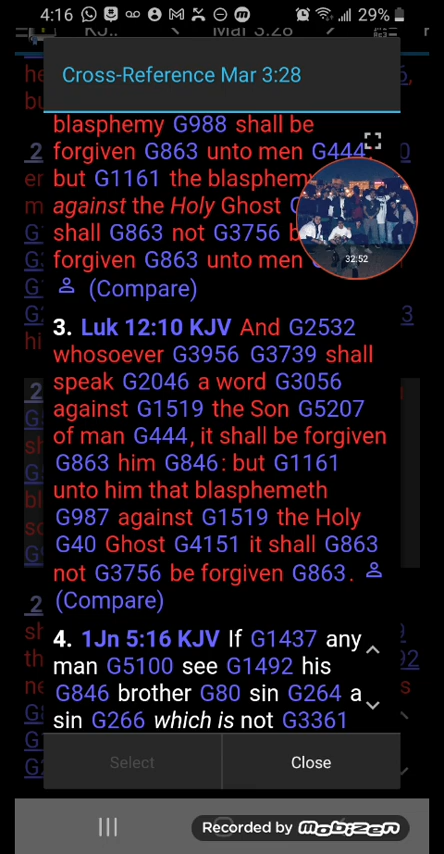 4:16 29%
KJ.. Mar 3:28
Cross-Reference Mar 3:28
blasphemy G988 shall be
forgiven G863 unto men G444,
but G1161 the blasphemy
against the Holy Ghost
shall G863 not G3756
forgiven G863 unto men
(Compare)
32:52
3. Luk 12:10 KJV And G2532
whosoever G3956 G3739 shall
speak G2046 a word G3056
against G1519 the Son G5207
of man G444, it shall be forgiven
G863 him G846: but G1161
unto him that blasphemeth
G987 against G1519 the Holy
G40 Ghost G4151 it shall G863
not G3756 be forgiven G863.
(Compare)
4. 1Jn 5:16 KJV If G1437 any
man G5100 see G1492 his
G846 brother G80 sin G264 a
sin G266 which is not G3361
Select Close
Recorded by Mobizen